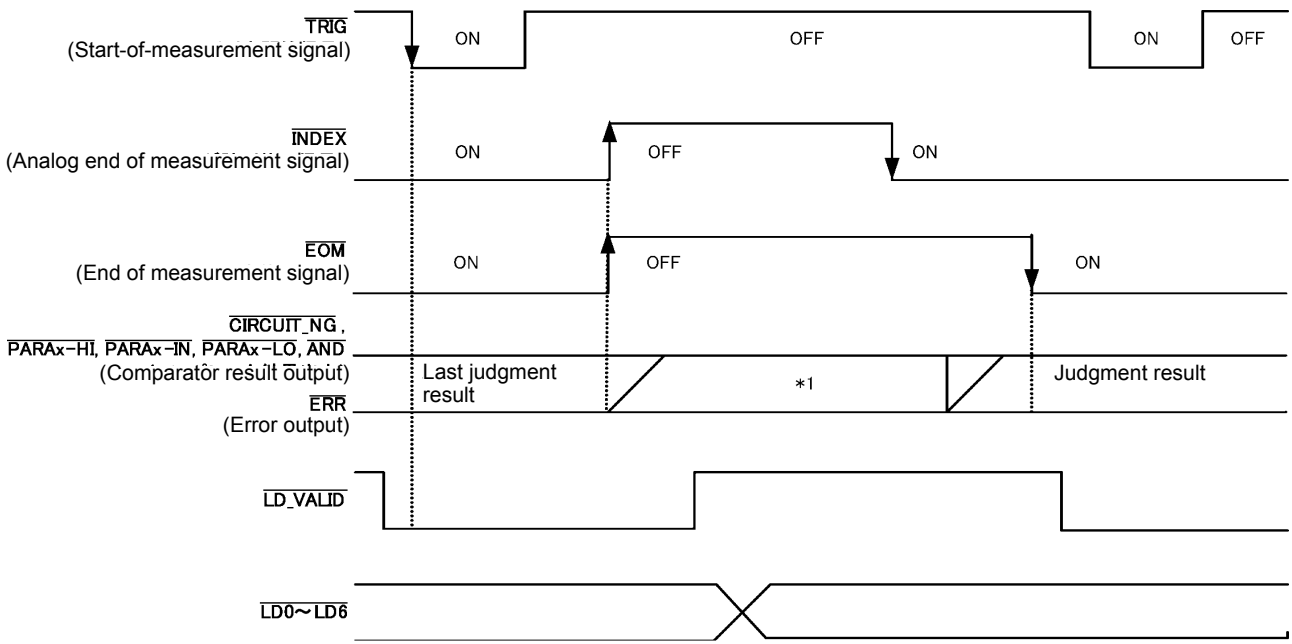 TRIG
(Start-of-measurement signal)
ON
OFF
ON
OFF
INDEX
(Analog end of measurement signal)
ON
OFF
ON
EOM
(End of measurement signal)
ON
OFF
ON
CIRCUIT_NG ,
PARAx-HI, PARAx-IN, PARAx-LO, AND
(Comparator result output)
Last judgment
result
*1
Judgment result
ERR
(Error output)
LD_VALID
LD0～LD6